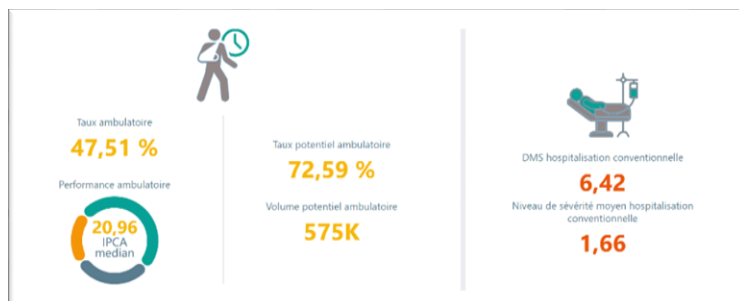 Taux ambulatoire
47,51 %
Performance ambulatoire
20,96
IPCA
median
Taux potentiel ambulatoire
72,59 %
Volume potentiel ambulatoire
575K
DMS hospitalisation conventionnelle
6,42
Niveau de sévérité moyen hospitalisation
conventionnelle
1,66